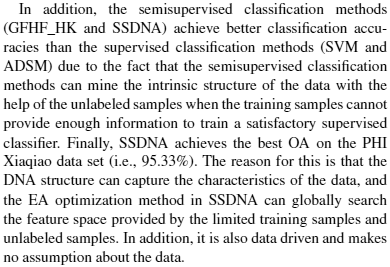 In addition, the semisupervised classification methods
(GFHF_HK and SSDNA) achieve better classification accu-
racies than the supervised classification methods (SVM and
ADSM) due to the fact that the semisupervised classification
methods can mine the intrinsic structure of the data with the
help of the unlabeled samples when the training samples cannot
provide enough information to train a satisfactory supervised
classifier. Finally, SSDNA achieves the best OA on the PHI
Xiaqiao data set (i.e., 95.33%). The reason for this is that the
DNA structure can capture the characteristics of the data, and
the EA optimization method in SSDNA can globally search
the feature space provided by the limited training samples and
unlabeled samples. In addition, it is also data driven and makes
no assumption about the data.